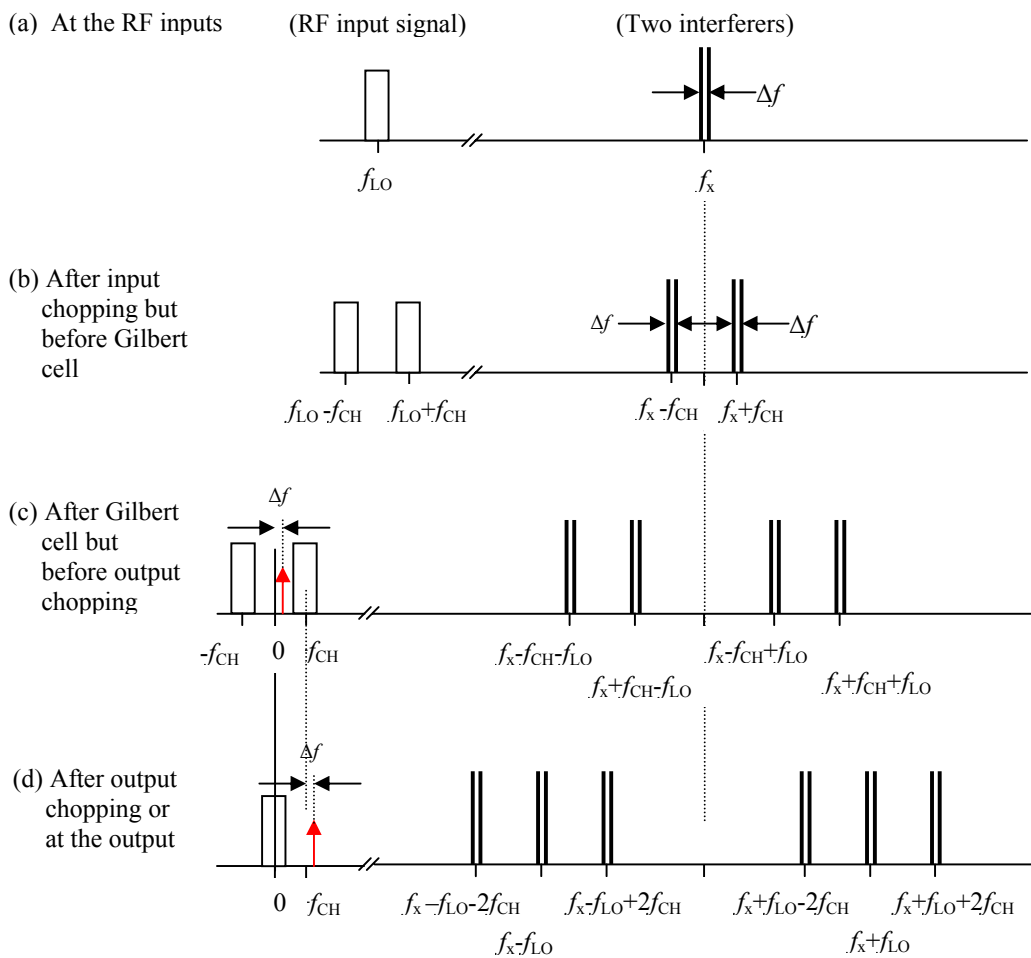 (a) At the RF inputs (RF input signal) (Two interferers)
Δf
fLO fx
(b) After input
chopping but
before Gilbert
cell
Δf Δf
fLO -fCH fLO+fCH fx -fCH fx+fCH
Δf
(c) After Gilbert
cell but
before output
chopping
-fCH 0 fCH fx-fCH-fLO fx-fCH+fLO
fx+fCH-fLO fx+fCH+fLO
Δf
(d) After output
chopping or
at the output
0 fCH fx–fLO-2fCH fx-fLO+2fCH fx+fLO-2fCH fx+fLO+2fCH
fx-fLO fx+fLO